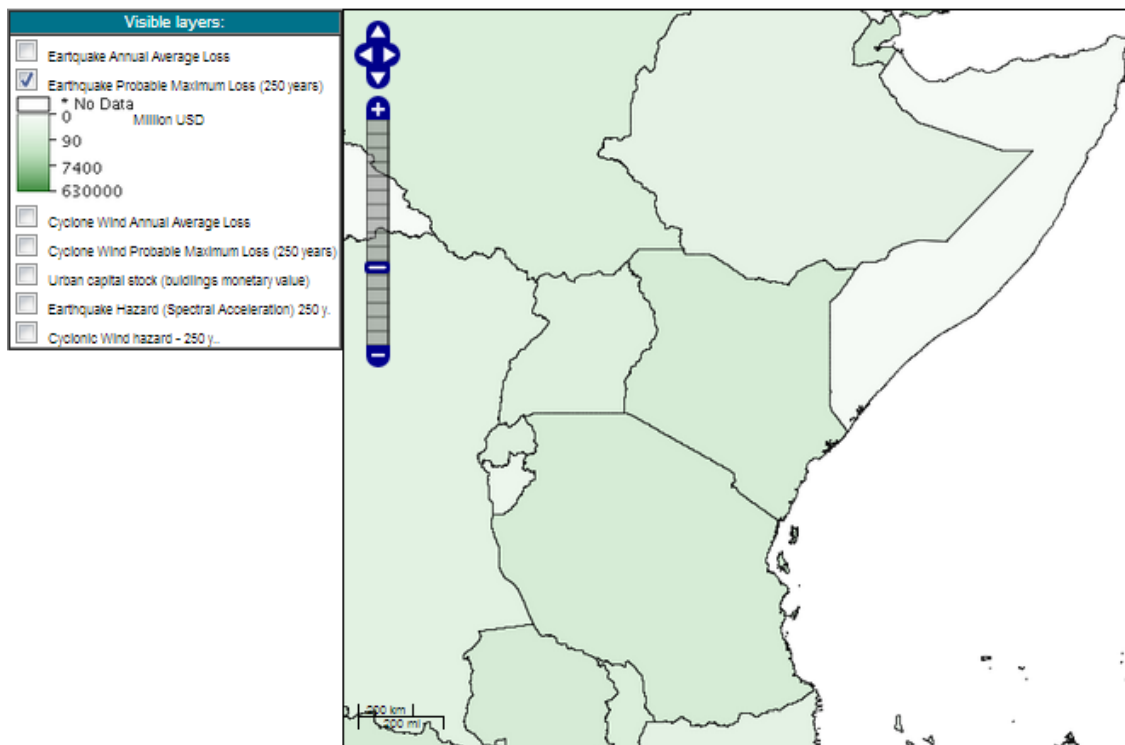 Visible layers:
Eartquake Annual Average Loss
Earthquake Probable Maximum Loss (250 years)
* No Data
0
Million USD
90
7400
630000
Cyclone Wind Annual Average Loss
Cyclone Wind Probable Maximum Loss (250 years)
Urban capital stock (buidlings monetary value)
Earthquake Hazard (Spectral Acceleration) 250 y.
Cyclonic Wind hazard - 250 y..
200 km
200 mi